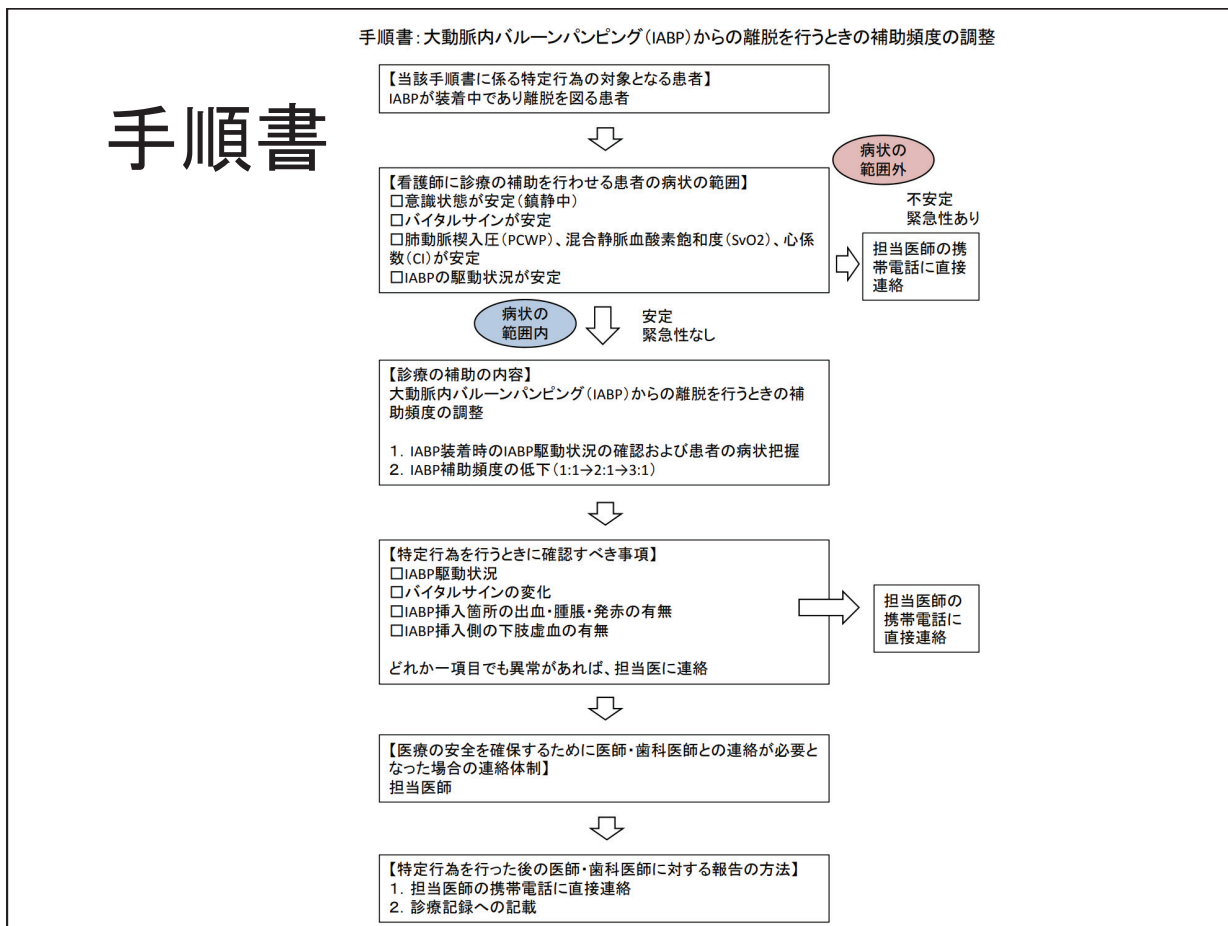 手順書:大動脈内バルーンパンピング(IABP)からの離脱を行うときの補助頻度の調整
手順書
【当該手順書に係る特定行為の対象となる患者】
IABPが装着中であり離脱を図る患者
病状の
範囲外
【看護師に診療の補助を行わせる患者の病状の範囲】
□意識状態が安定(鎮静中)
□バイタルサインが安定
□肺動脈楔入圧(PCWP)、混合静脈血酸素飽和度(SvO2)、心係
数(CI)が安定
□IABPの駆動状況が安定
不安定
緊急性あり
担当医師の携
帯電話に直接
連絡
病状の
範囲内
安定
緊急性なし
【診療の補助の内容】
大動脈内バルーンパンピング(IABP)からの離脱を行うときの補
助頻度の調整
1．IABP装着時のIABP駆動状況の確認および患者の病状把握
2．IABP補助頻度の低下(1:1→2:1→3:1)
【特定行為を行うときに確認すべき事項】
□IABP駆動状況
□バイタルサインの変化
□IABP挿入箇所の出血・腫脹・発赤の有無
□IABP挿入側の下肢虚血の有無
どれか一項目でも異常があれば、担当医に連絡
担当医師の
携帯電話に
直接連絡
【医療の安全を確保するために医師・歯科医師との連絡が必要と
なった場合の連絡体制】
担当医師
【特定行為を行った後の医師・歯科医師に対する報告の方法】
1．担当医師の携帯電話に直接連絡
2．診療記録への記載